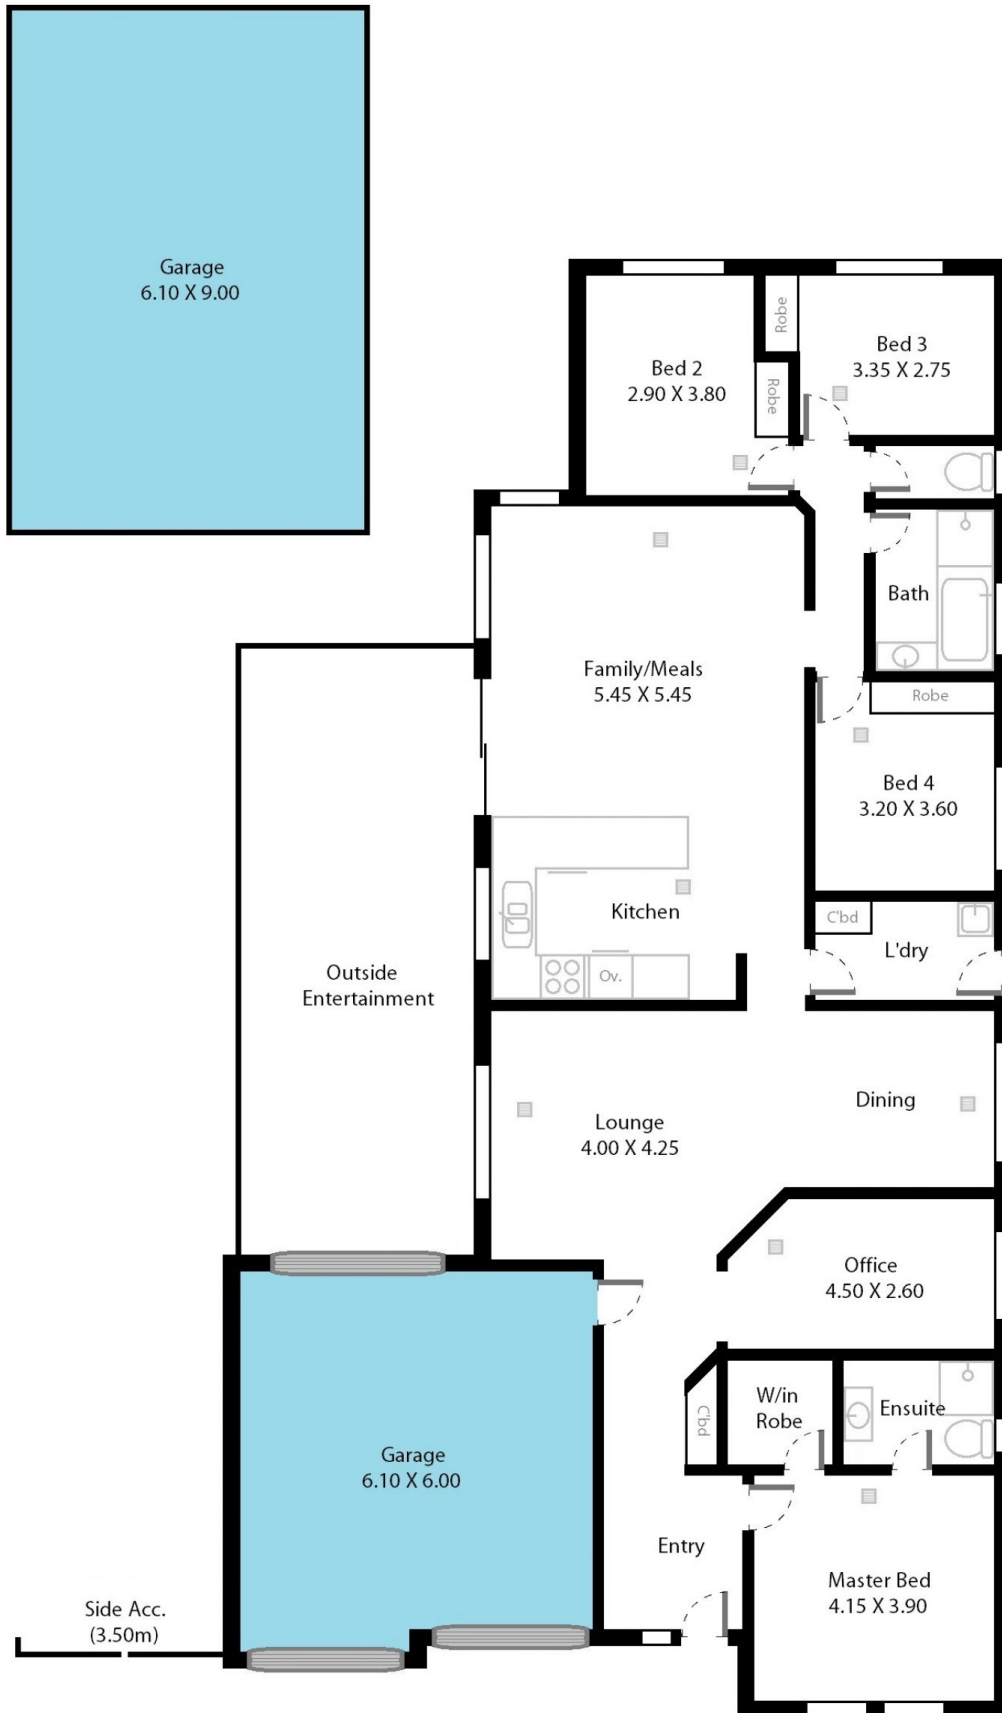 Garage
6.10 X 9.00
Robe
Bed 3
3.35 X 2.75
Bed 2
2.90 X 3.80
Robe
Bath
Family/Meals
5.45 X 5.45
Robe
Bed 4
3.20 X 3.60
Kitchen
C'bd
L'dry
Ov.
Outside
Entertainment
Dining
Lounge
4.00 X 4.25
Office
4.50 X 2.60
W/in
Robe
Ensuite
C'bd
Garage
6.10 X 6.00
Entry
Master Bed
4.15 X 3.90
Side Acc.
(3.50m)